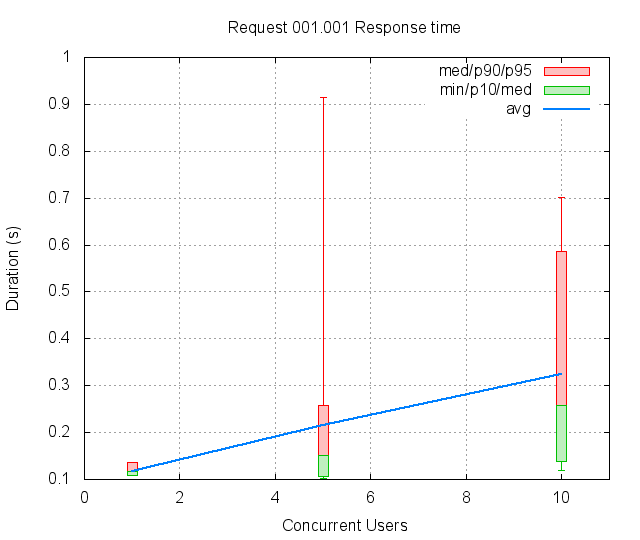 Request 001.001 Response time
med/p90/p95
min/p10/med
avg
1
0.9
0.8
0.7
0.6
0.5
0.4
0.3
0.2
0.1
Duration (s)
0 2 4 6 8 10
Concurrent Users